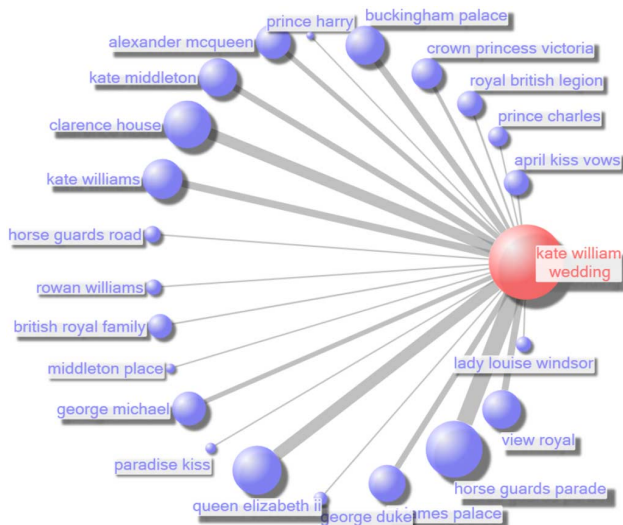 prince harry
buckingham palace
alexander mcqueen
crown princess victoria
kate middleton
royal british legion
prince charles
clarence house
april kiss vows
kate williams
horse guards road
kate william
wedding
rowan williams
british royal family
lady louise windsor
middleton place
george michael
view royal
paradise kiss
horse guards parade
queen elizabeth ii
george duke
ames palace